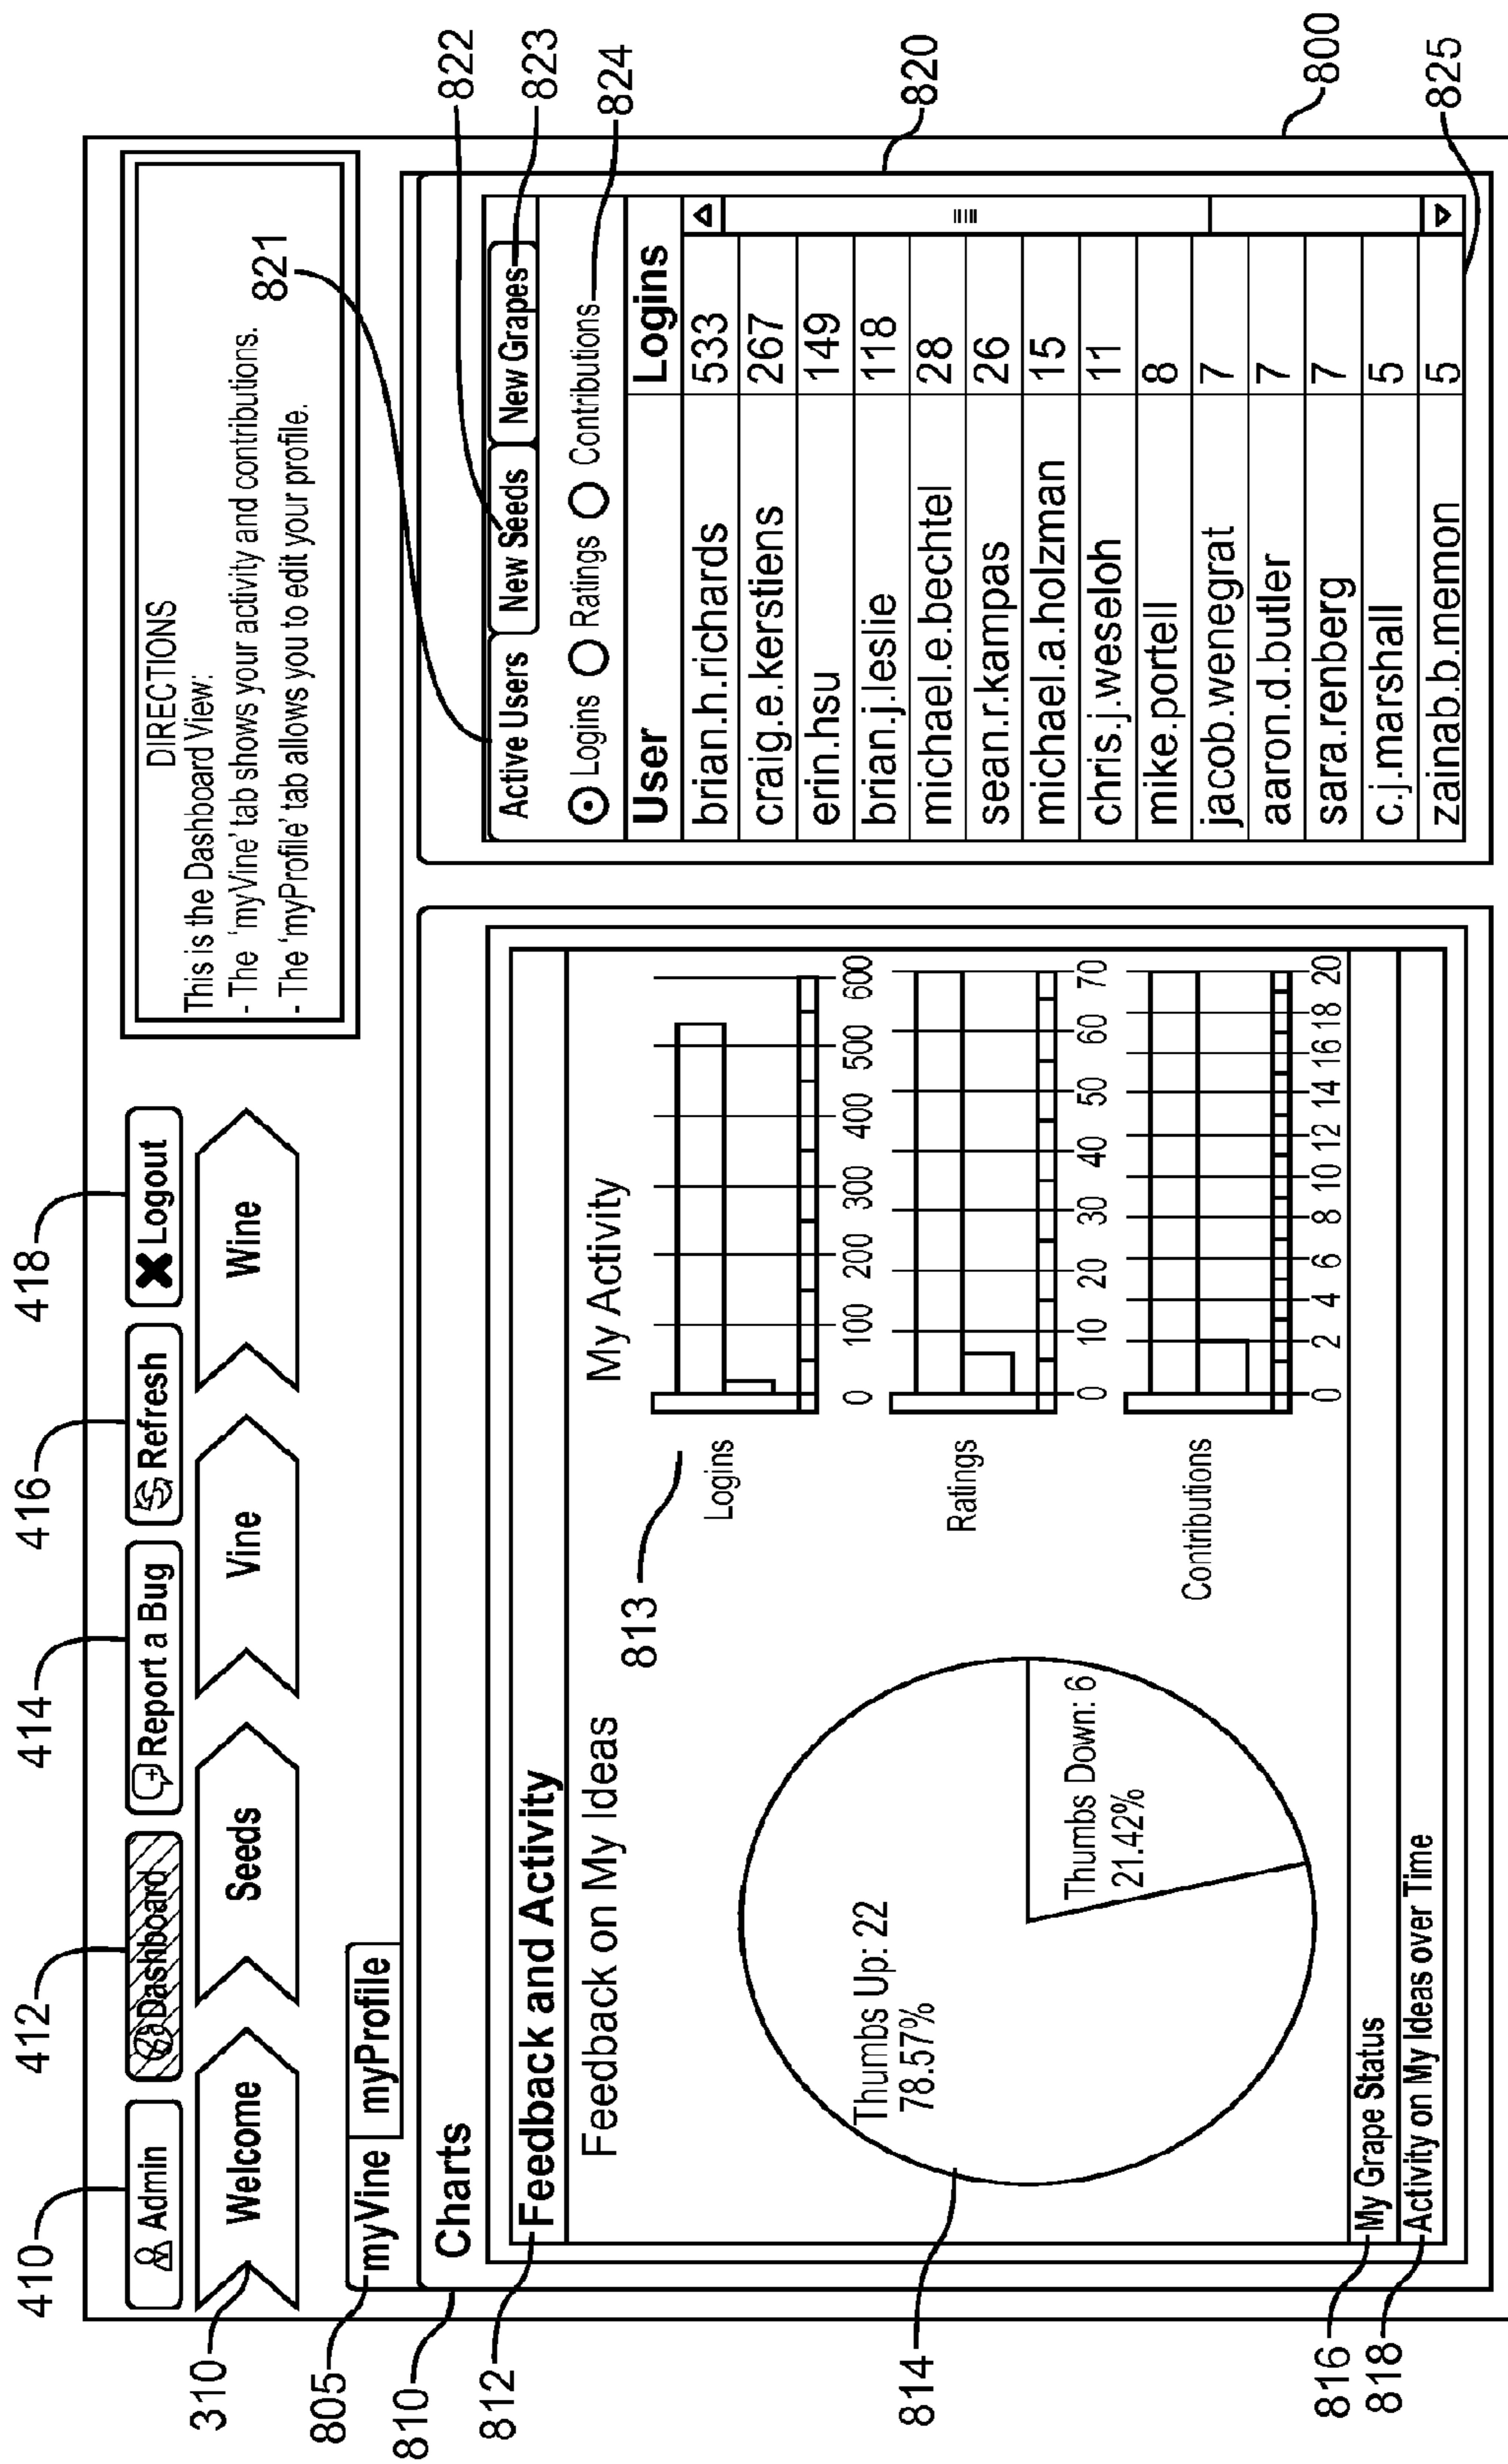 410
412
414
416
418
Admin
Dashboard
Report a Bug
Refresh
Logout
310
Welcome
Seeds
Vine
Wine
DIRECTIONS
This is the Dashboard View:
- The 'myVine' tab shows your activity and contributions.
- The 'myProfile' tab allows you to edit your profile.
805
myVine
myProfile
810
Charts
812
Feedback and Activity
Feedback on My Ideas
Thumbs Up: 22
78.57%
Thumbs Down: 6
21.42%
814
813
My Activity
Logins
0 100 200 300 400 500 600
Ratings
0 10 20 30 40 50 60 70
Contributions
0 2 4 6 8 10 12 14 16 18 20
816
My Grape Status
818
Activity on My Ideas over Time
821
822
823
824
Active Users
New Seeds
New Grapes
Logins
Ratings
Contributions
User Logins
brian.h.richards 533
craig.e.kerstiens 267
erin.hsu 149
brian.j.leslie 118
michael.e.bechtel 28
sean.r.kampas 26
michael.a.holzman 15
chris.j.weseloh 11
mike.portell 8
jacob.wenegrat 7
aaron.d.butler 7
sara.renberg 7
c.j.marshall 5
zainab.b.memon 5
820
800
825